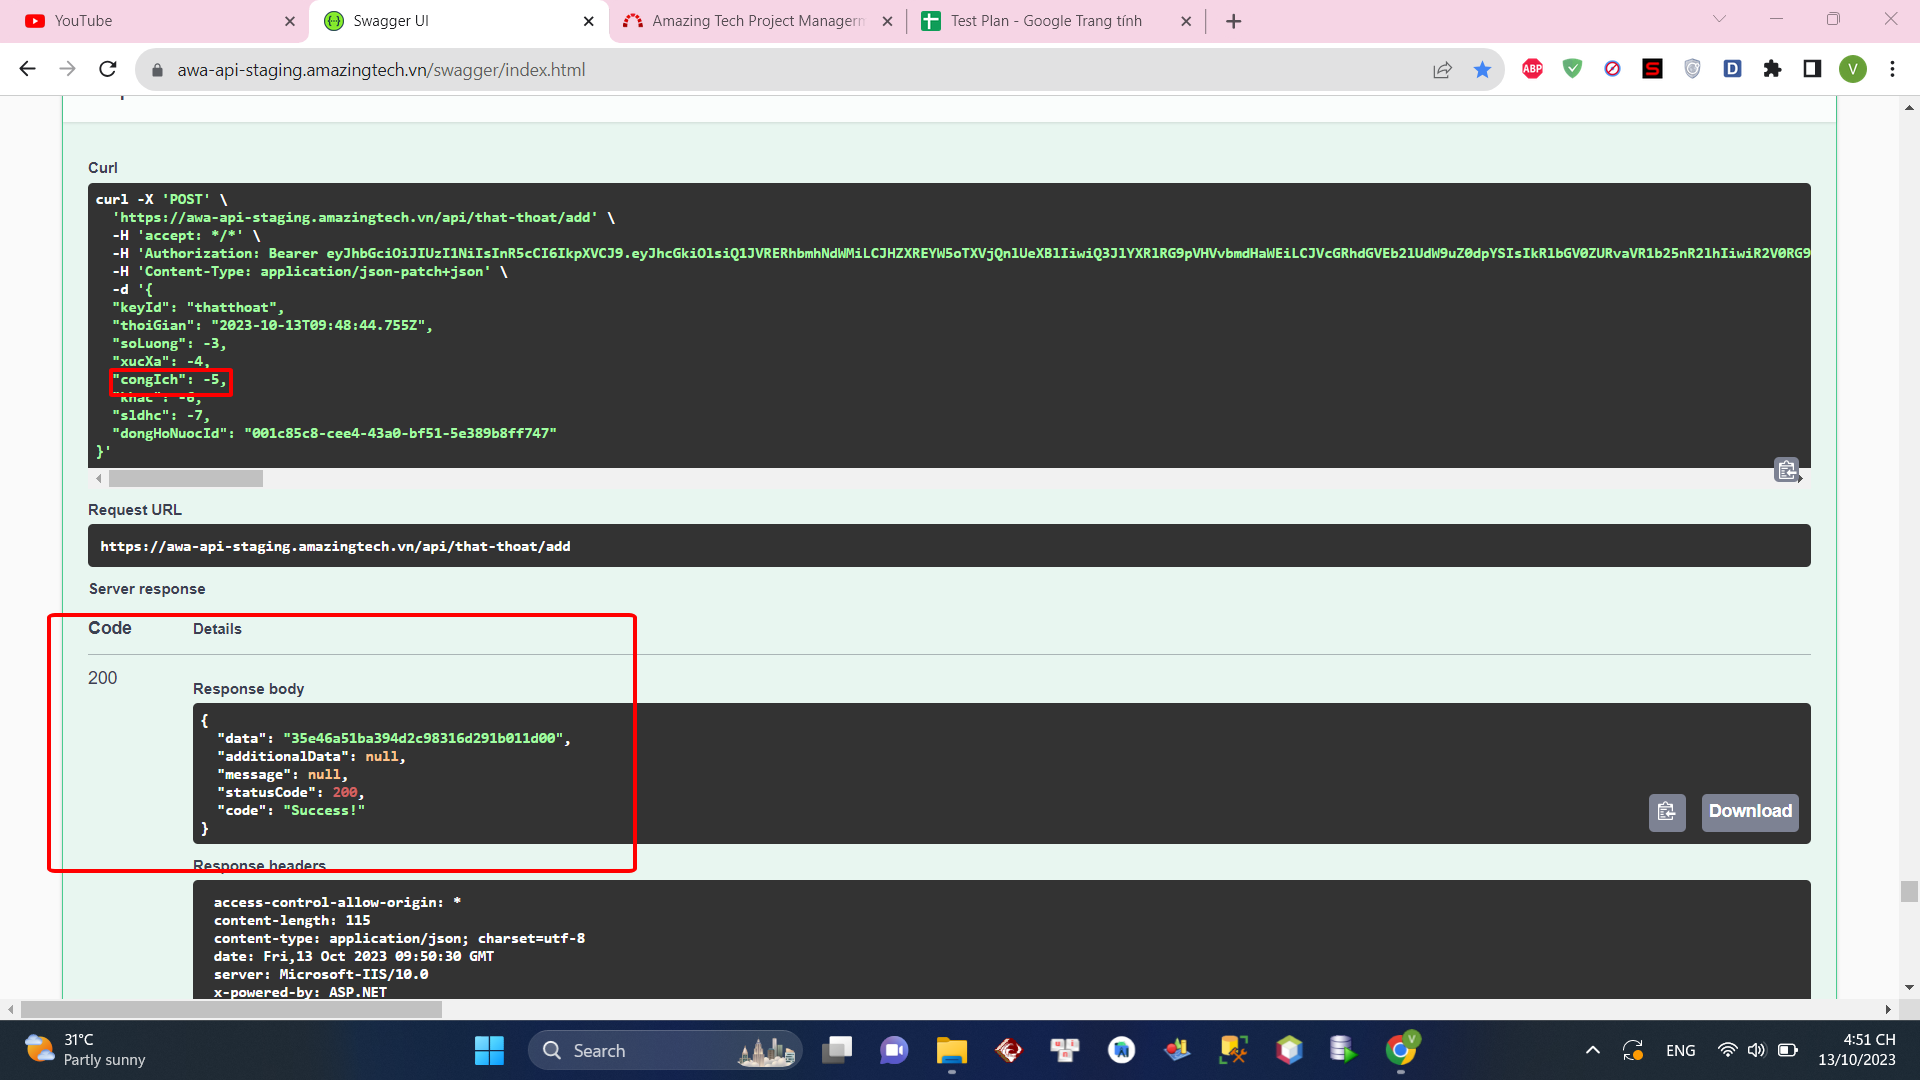 YouTube
Swagger UI
Amazing Tech Project Managem
Test Plan - Google Trang tính
awa-api-staging.amazingtech.vn/swagger/index.html
ABP
S
D
V
Curl
curl -X 'POST' \
'https://awa-api-staging.amazingtech.vn/api/that-thoat/add' \
-H 'accept: */*' \
-H 'Authorization: Bearer eyJhbGciOiJIUzI1NiIsInR5cCI6IkpXVCJ9.eyJhcGkiOlsiQ1JVRERhbmhNdWMiLCJHZXREYW5oTXVjQnlUeXBlIiwiQ3JlYXRlRG9pVHVvbmdHaWEiLCJVcGRhdGVEb2lUdW9uZ0dpYSIsIkRlbGV0ZURvaVR1b25nR2lhIiwiR2V0RG9
-H 'Content-Type: application/json-patch+json' \
-d '{
"keyId": "thatthoat",
"thoiGian": "2023-10-13T09:48:44.755Z",
"soLuong": -3,
"xucXa": -4,
"congIch": -5,
"khac": -6,
"sldhc": -7,
"dongHoNuocId": "001c85c8-cee4-43a0-bf51-5e389b8ff747"
}'
Request URL
https://awa-api-staging.amazingtech.vn/api/that-thoat/add
Server response
Code Details
200
Response body
{
"data": "35e46a51ba394d2c98316d291b011d00",
"additionalData": null,
"message": null,
"statusCode": 200,
"code": "Success!"
}
Download
Response headers
access-control-allow-origin: *
content-length: 115
content-type: application/json; charset=utf-8
date: Fri,13 Oct 2023 09:50:30 GMT
server: Microsoft-IIS/10.0
x-powered-by: ASP.NET
31°C
Partly sunny
Search
V
ENG
4:51 CH
13/10/2023